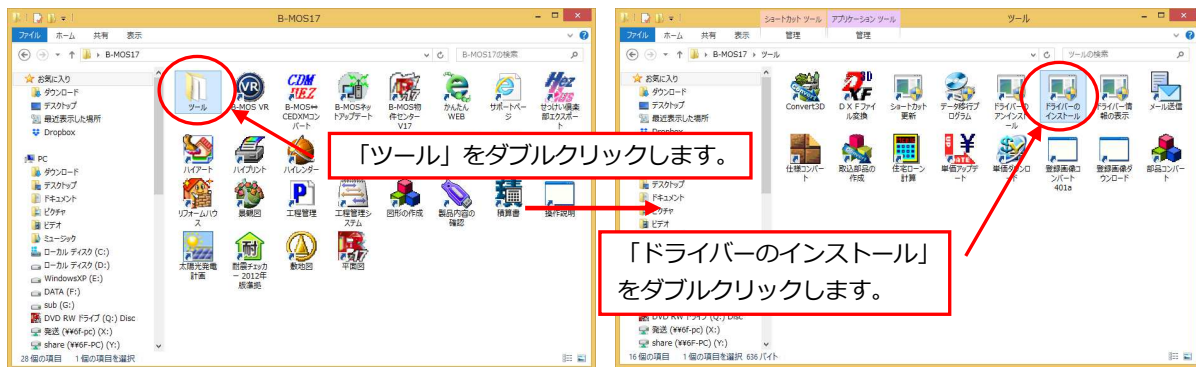 B-MOS17
ファイル ホーム 共有 表示
B-MOS17
B-MOS17の検索
お気に入り
ダウンロード
デスクトップ
最近表示した場所
Dropbox
PC
ダウンロード
デスクトップ
ドキュメント
ピクチャ
ビデオ
ミュージック
ローカル ディスク (C:)
ローカル ディスク (D:)
WindowsXP (E:)
DATA (F:)
sub (G:)
DVD RW ドライブ (Q:) Disc
発送 (¥¥6f-pc) (X:)
share (¥¥6F-PC) (Y:)
ツール
B-MOS VR
B-MOS⇔
CEDXMコン
バート
B-MOSネッ
トアップデート
B-MOS物
件センター
V17
かんたん
WEB
サポートペー
ジ
せっけい倶楽
部エクスポー
ト
ハイアート
ハイプリント
ハイレンダー
リフォームハウ
ス
景観図
工程管理
工程管理シ
ステム
図形の作成
製品内容の
確認
積算書
操作説明
太陽光発電
計画
耐震チェッカ
ー 2012年
版準拠
敷地図
平面図
28 個の項目 1 個の項目を選択
「ツール」をダブルクリックします。
ショートカット ツール アプリケーション ツール ツール
ファイル ホーム 共有 表示 管理 管理
B-MOS17 ツール
ツールの検索
お気に入り
ダウンロード
デスクトップ
最近表示した場所
Dropbox
デスクトップ
ドキュメント
ピクチャ
ビデオ
DVD RW ドライブ (Q:) Disc
発送 (¥¥6f-pc) (X:)
share (¥¥6F-PC) (Y:)
Convert3D
DXFファイ
ル変換
ショートカット
更新
データ移行プ
ログラム
ドライバーの
アンインスト
ール
ドライバーの
インストール
ドライバー情
報の表示
メール送信
仕様コンバー
ト
取込部品の
作成
住宅ローン
計算
単価アップデ
ート
単価ダウンロ
ード
登録画像コ
ンバート
401a
登録画像ダ
ウンロード
部品コンバー
ト
16 個の項目 1 個の項目を選択 636 バイト
「ドライバーのインストール」
をダブルクリックします。